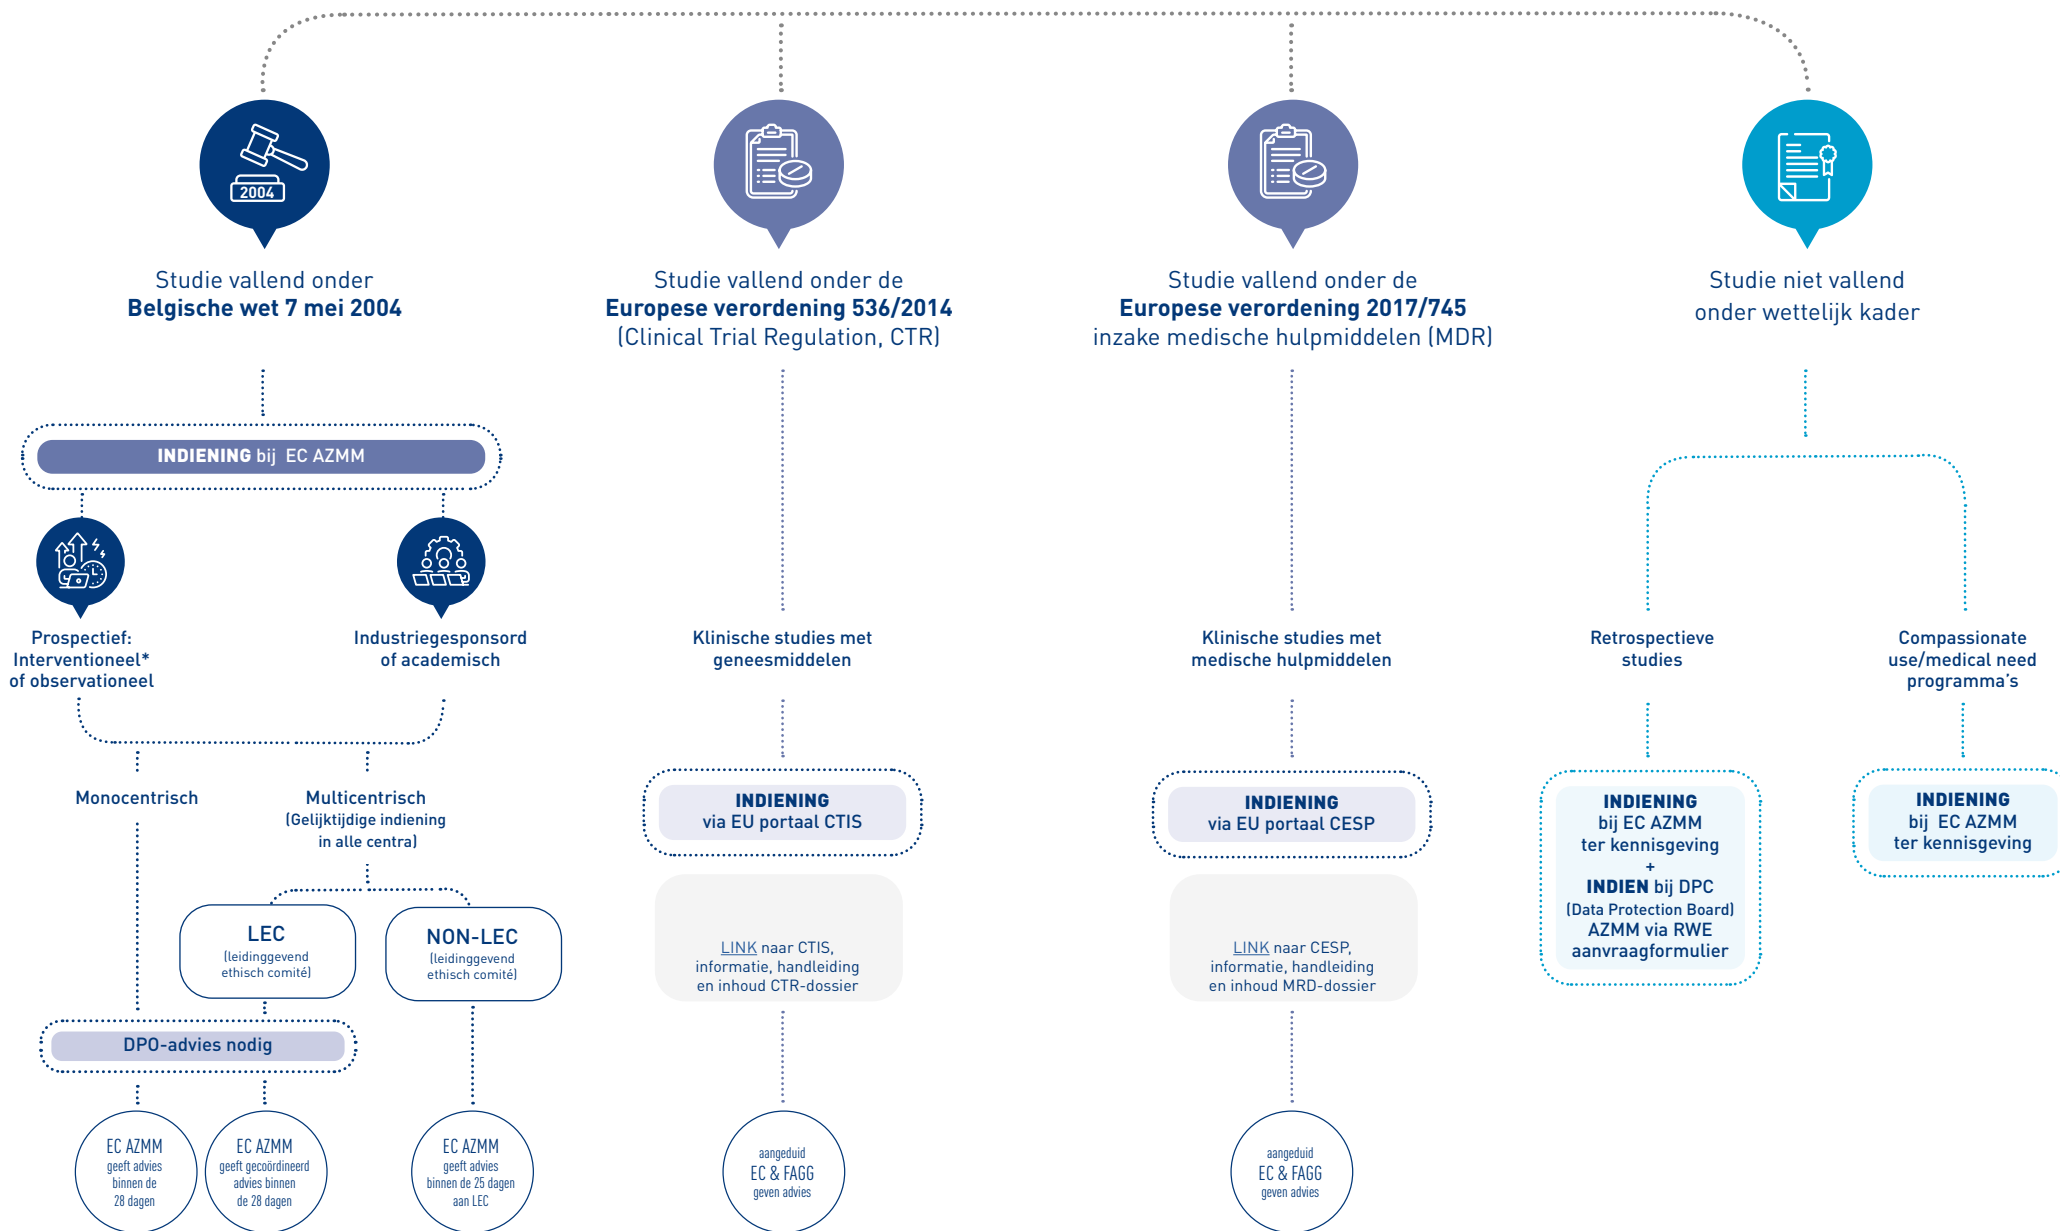 2004
Studie vallend onder
Belgische wet 7 mei 2004
Studie vallend onder de
Europese verordening 536/2014
(Clinical Trial Regulation, CTR)
Studie vallend onder de
Europese verordening 2017/745
inzake medische hulpmiddelen (MDR)
Studie niet vallend
onder wettelijk kader
INDIENING bij EC AZMM
Prospectief:
Interventioneel*
of observationeel
Industriegesponsord
of academisch
Klinische studies met
geneesmiddelen
Klinische studies met
medische hulpmiddelen
Retrospectieve
studies
Compassionate
use/medical need
programma's
Monocentrisch
Multicentrisch
(Gelijktijdige indiening
in alle centra)
INDIENING
via EU portaal CTIS
INDIENING
via EU portaal CESP
INDIENING
bij EC AZMM
ter kennisgeving
+
INDIEN bij DPC
(Data Protection Board)
AZMM via RWE
aanvraagformulier
INDIENING
bij EC AZMM
ter kennisgeving
LEC
(leidinggevend
ethisch comité)
NON-LEC
(leidinggevend
ethisch comité)
LINK naar CTIS,
informatie, handleiding
en inhoud CTR-dossier
LINK naar CESP,
informatie, handleiding
en inhoud MRD-dossier
DPO-advies nodig
EC AZMM
geeft advies
binnen de
28 dagen
EC AZMM
geeft gecoördineerd
advies binnen
de 28 dagen
EC AZMM
geeft advies
binnen de 25 dagen
aan LEC
aangeduid
EC & FAGG
geven advies
aangeduid
EC & FAGG
geven advies